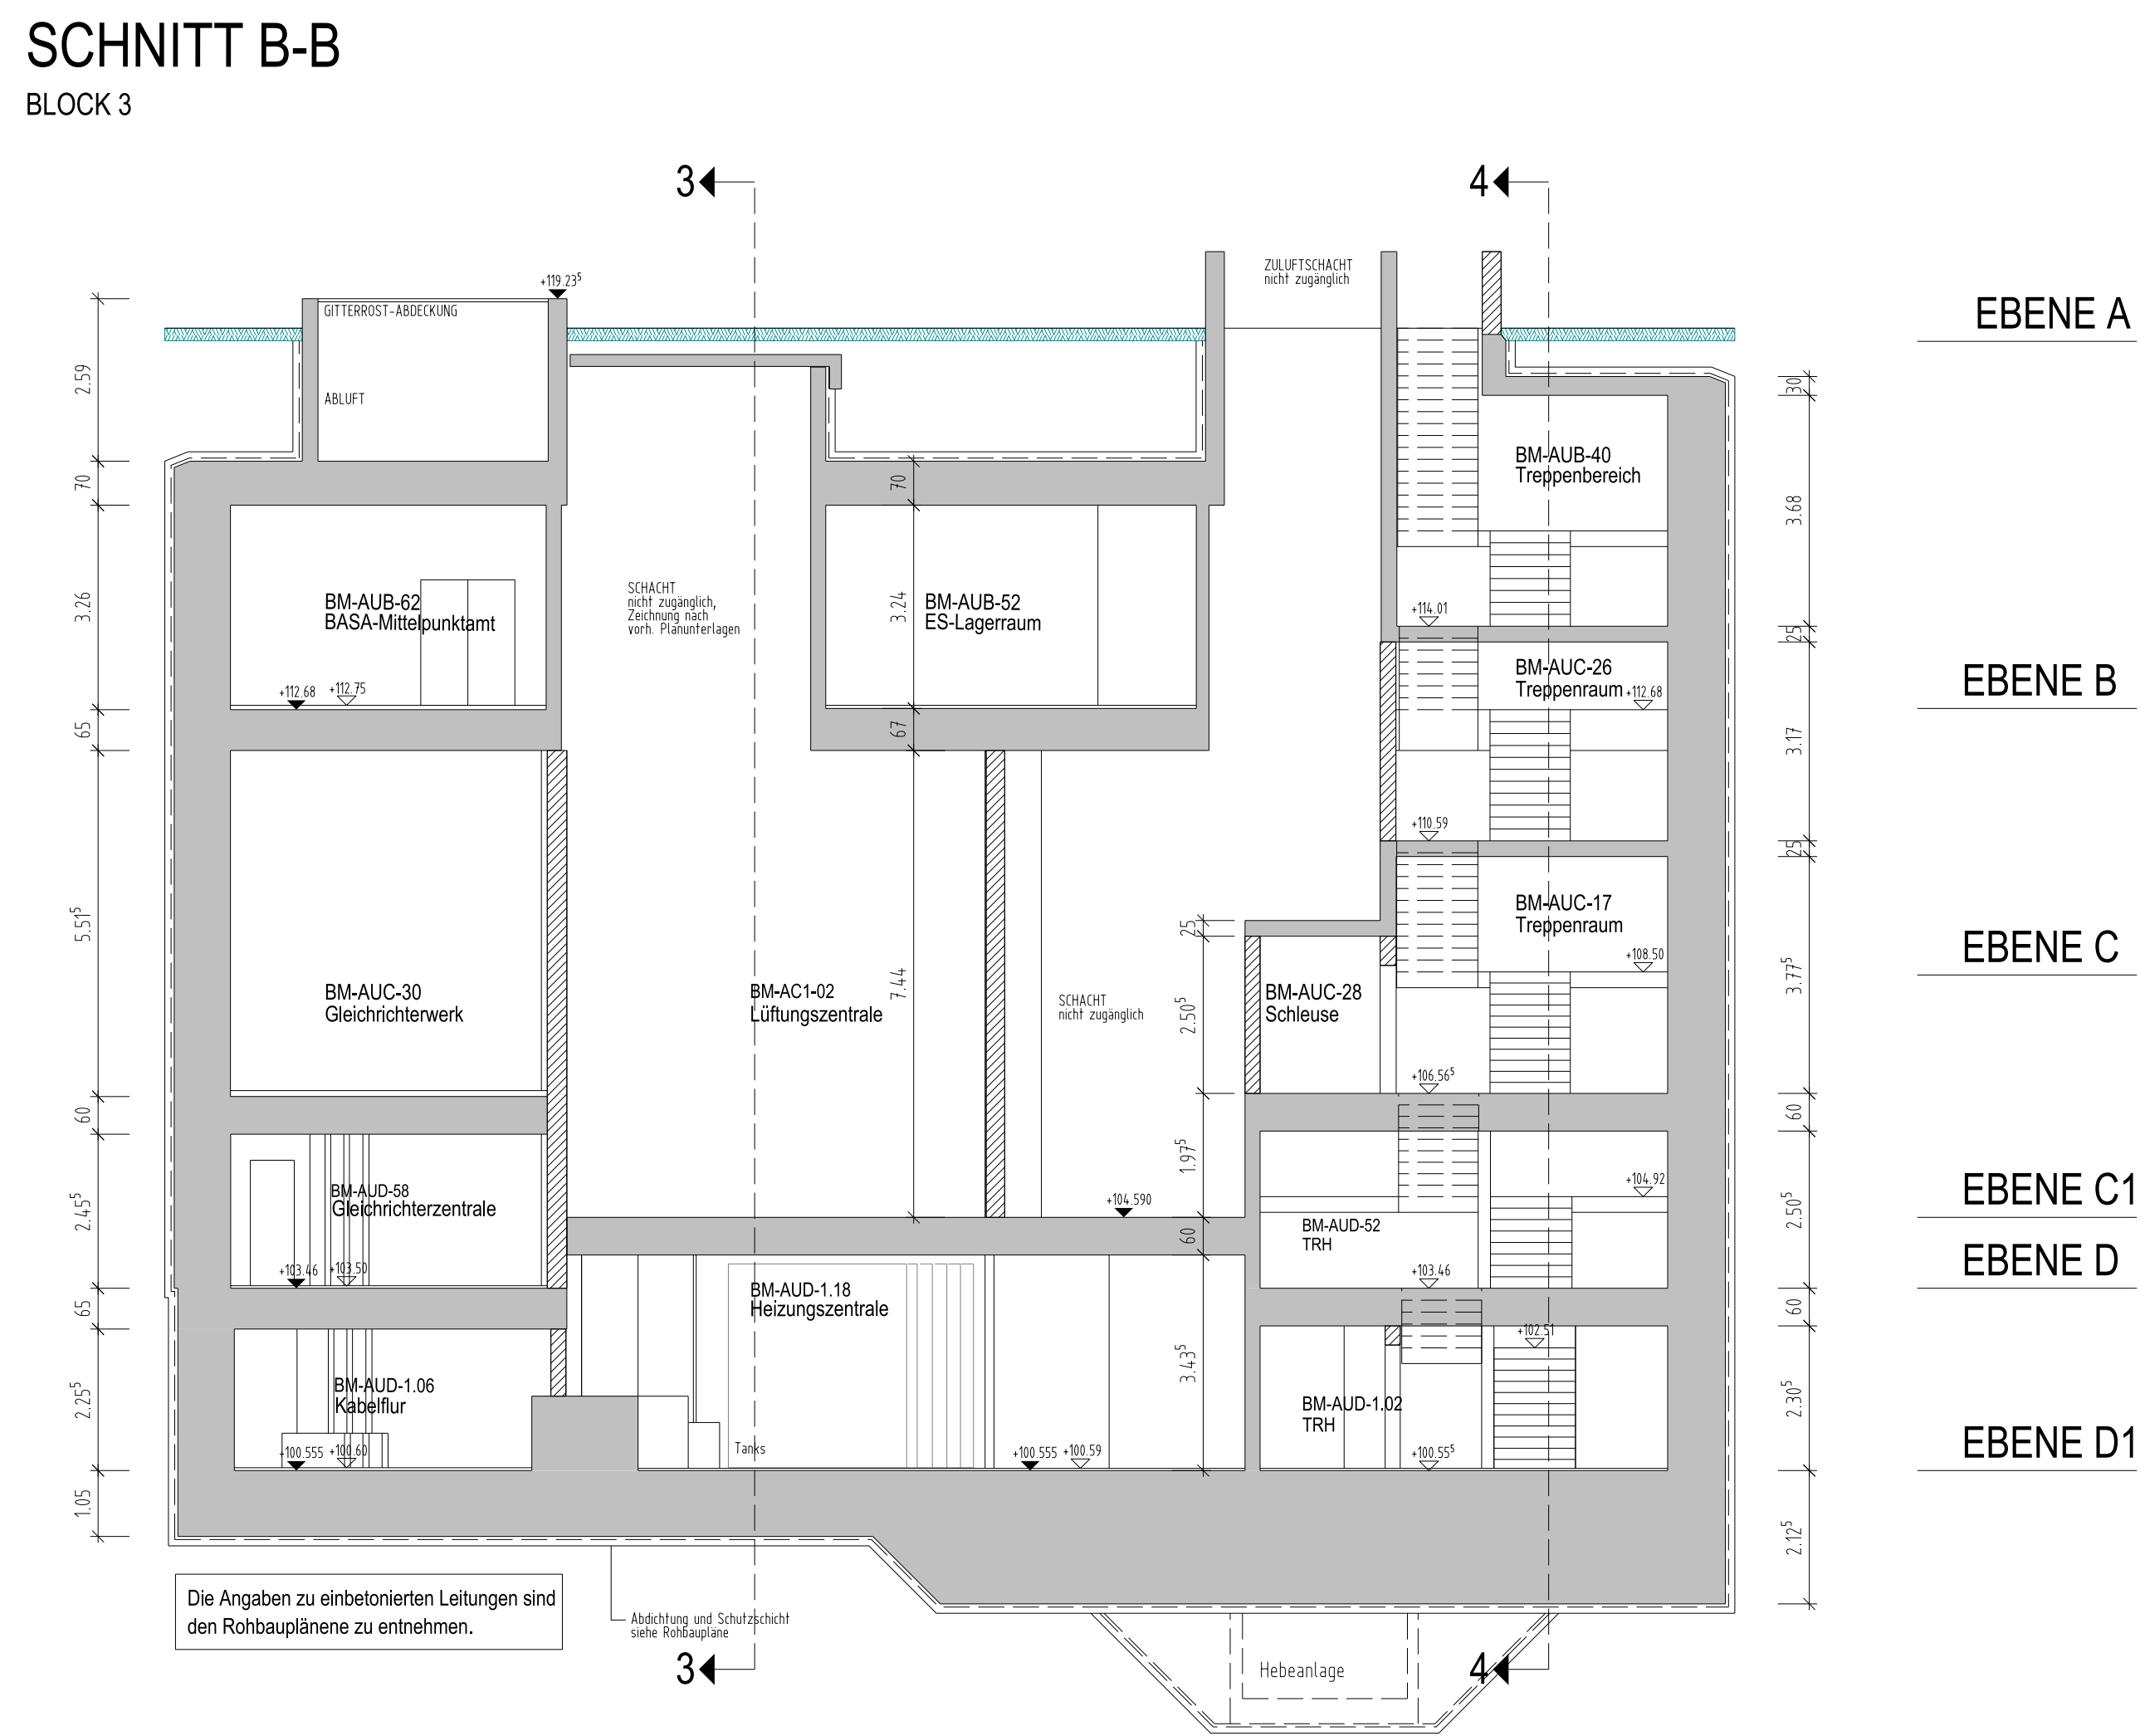 SCHNITT B-B
BLOCK 3
3
4
ZULUFTSCHACHT
nicht zugänglich
+119.23⁵
GITTERROST-ABDECKUNG
EBENE A
2.59
ABLUFT
30
BM-AUB-40
Treppenbereich
70
70
3.68
SCHACHT
nicht zugänglich,
Zeichnung nach
vorh. Planunterlagen
3.26
BM-AUB-62
BASA-Mittelpunktamt
3.24
BM-AUB-52
ES-Lagerraum
+114.01
25
BM-AUC-26
Treppenraum
+112.68
EBENE B
+112.68
+112.75
65
67
3.17
+110.59
25
5.51⁵
BM-AUC-17
Treppenraum
25
EBENE C
+108.50
3.77⁵
BM-AUC-30
Gleichrichterwerk
BM-AC1-02
Lüftungszentrale
7.44
SCHACHT
nicht zugänglich
2.50⁵
BM-AUC-28
Schleuse
+106.56⁵
60
60
1.97⁵
2.45⁵
BM-AUD-58
Gleichrichterzentrale
+104.590
+104.92
2.50⁵
EBENE C1
BM-AUD-52
TRH
60
+103.46
+103.50
+103.46
EBENE D
65
BM-AUD-1.18
Heizungszentrale
60
+102.51
3.43⁵
2.25⁵
BM-AUD-1.06
Kabelflur
BM-AUD-1.02
TRH
2.30⁵
+100.555
+100.60
Tanks
+100.555
+100.59
+100.55⁵
EBENE D1
1.05
2.12⁵
Die Angaben zu einbetonierten Leitungen sind
den Rohbauplänene zu entnehmen.
Abdichtung und Schutzschicht
siehe Rohbaupläne
3
Hebeanlage
4